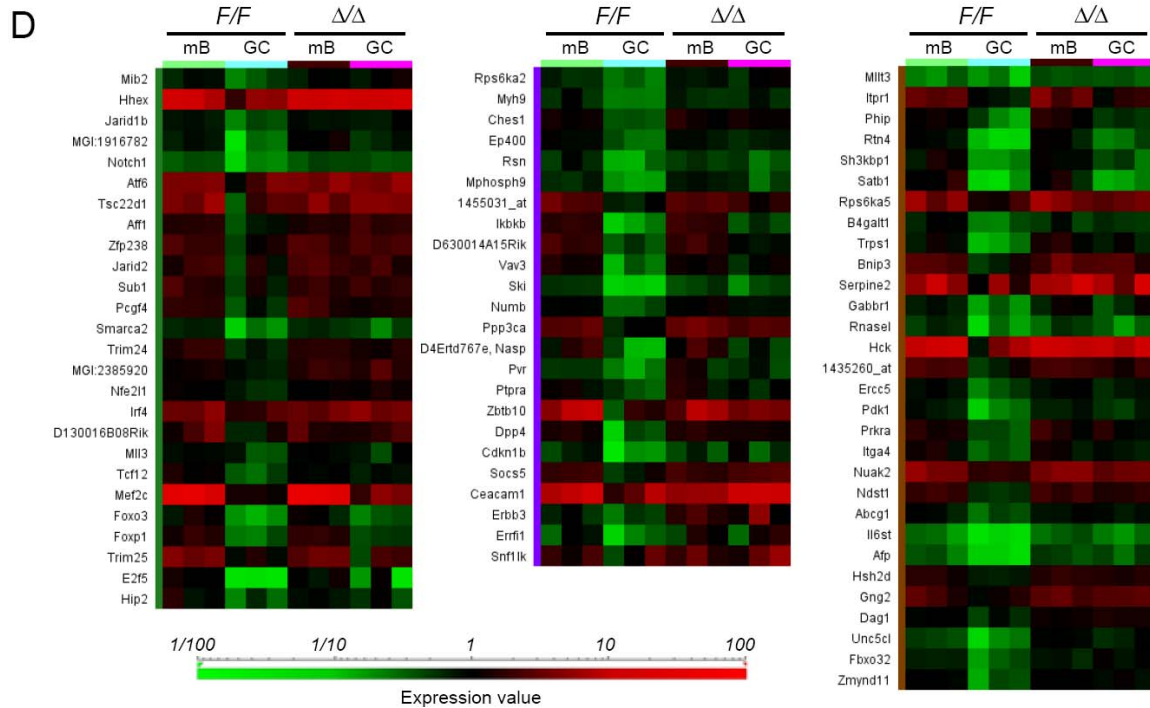 D
F/F Δ/Δ
mB GC mB GC
Mib2
Hhex
Jarid1b
MGI:1916782
Notch1
Atf6
Tsc22d1
Aff1
Zfp238
Jarid2
Sub1
Pcgf4
Smarca2
Trim24
MGI:2385920
Nfe2l1
Irf4
D130016B08Rik
Mll3
Tcf12
Mef2c
Foxo3
Foxp1
Trim25
E2f5
Hip2
F/F Δ/Δ
mB GC mB GC
Rps6ka2
Myh9
Ches1
Ep400
Rsn
Mphosph9
1455031_at
Ikbkb
D630014A15Rik
Vav3
Ski
Numb
Ppp3ca
D4Ertd767e, Nasp
Pvr
Ptpra
Zbtb10
Dpp4
Cdkn1b
Socs5
Ceacam1
Erbb3
Errfi1
Snf1lk
F/F Δ/Δ
mB GC mB GC
Mllt3
Itpr1
Phip
Rtn4
Sh3kbp1
Satb1
Rps6ka5
B4galt1
Trps1
Bnip3
Serpine2
Gabbr1
Rnasel
Hck
1435260_at
Ercc5
Pdk1
Prkra
Itga4
Nuak2
Ndst1
Abcg1
Il6st
Afp
Hsh2d
Gng2
Dag1
Unc5cl
Fbxo32
Zmynd11
1/100 1/10 1 10 100
Expression value